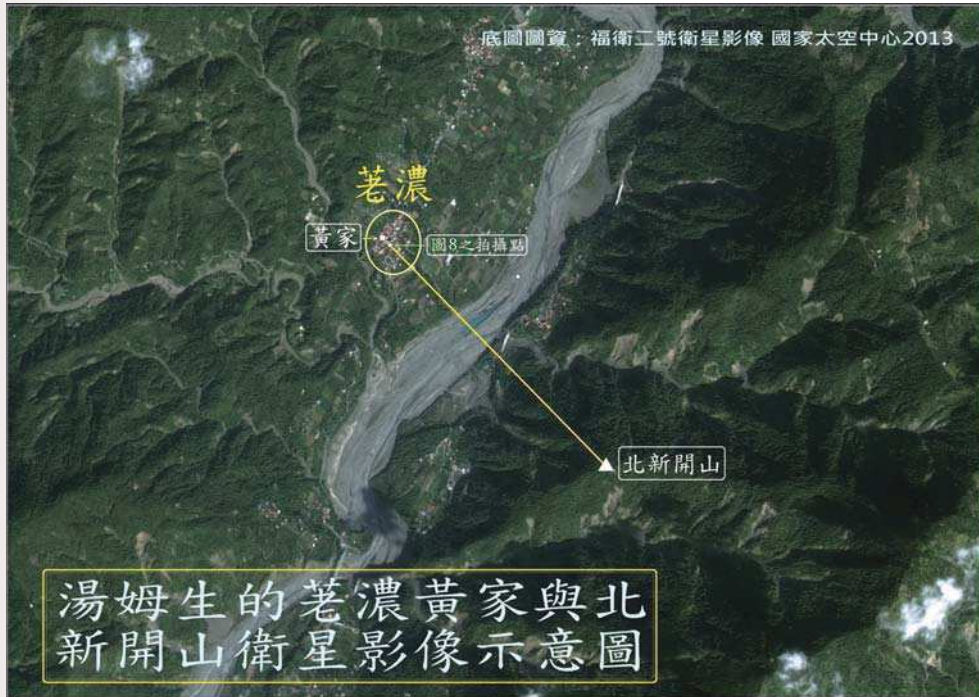 底圖圖資：福衛二號衛星影像 國家太空中心2013
荖濃
黃家
圖8之拍攝點
北新開山
湯姆生的荖濃黃家與北
新開山衛星影像示意圖